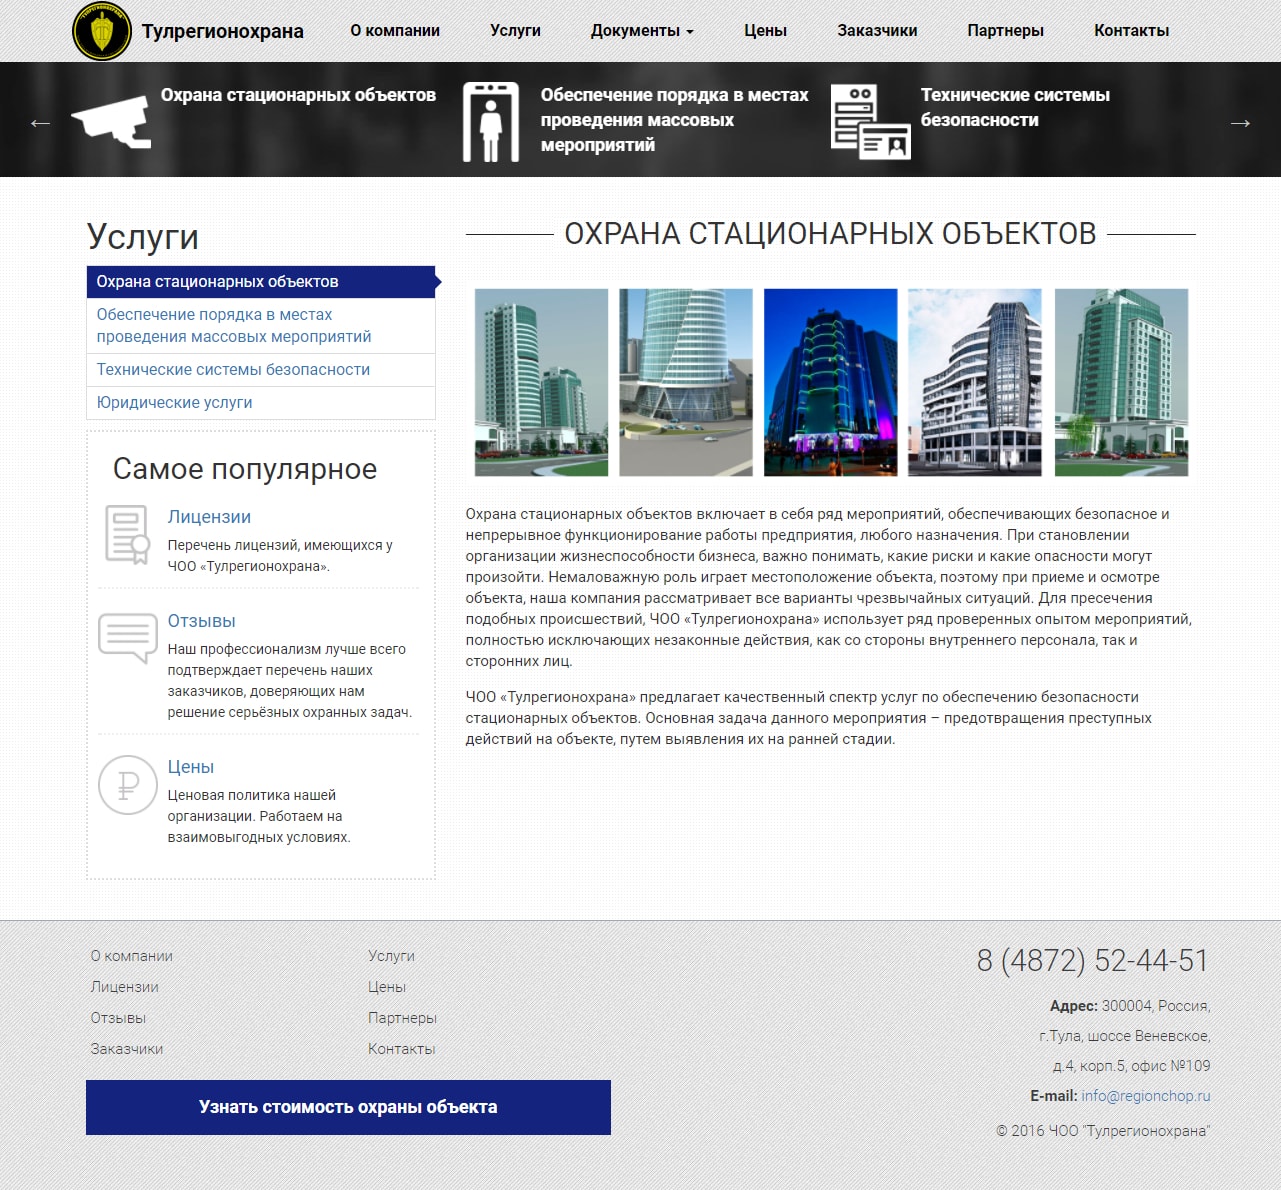 ТУЛРЕГИОНОХРАНА
Тулрегионохрана
О компании
Услуги
Документы
Цены
Заказчики
Партнеры
Контакты
←
Охрана стационарных объектов
Обеспечение порядка в местах
проведения массовых
мероприятий
Технические системы
безопасности
→
Услуги
Охрана стационарных объектов
Обеспечение порядка в местах
проведения массовых мероприятий
Технические системы безопасности
Юридические услуги
Самое популярное
Лицензии
Перечень лицензий, имеющихся у
ЧОО «Тулрегионохрана».
Отзывы
Наш профессионализм лучше всего
подтверждает перечень наших
заказчиков, доверяющих нам
решение серьёзных охранных задач.
Цены
Ценовая политика нашей
организации. Работаем на
взаимовыгодных условиях.
ОХРАНА СТАЦИОНАРНЫХ ОБЪЕКТОВ
Охрана стационарных объектов включает в себя ряд мероприятий, обеспечивающих безопасное и
непрерывное функционирование работы предприятия, любого назначения. При становлении
организации жизнеспособности бизнеса, важно понимать, какие риски и какие опасности могут
произойти. Немаловажную роль играет местоположение объекта, поэтому при приеме и осмотре
объекта, наша компания рассматривает все варианты чрезвычайных ситуаций. Для пресечения
подобных происшествий, ЧОО «Тулрегионохрана» использует ряд проверенных опытом мероприятий,
полностью исключающих незаконные действия, как со стороны внутреннего персонала, так и
сторонних лиц.
ЧОО «Тулрегионохрана» предлагает качественный спектр услуг по обеспечению безопасности
стационарных объектов. Основная задача данного мероприятия – предотвращения преступных
действий на объекте, путем выявления их на ранней стадии.
О компании
Лицензии
Отзывы
Заказчики
Услуги
Цены
Партнеры
Контакты
Узнать стоимость охраны объекта
8 (4872) 52-44-51
Адрес: 300004, Россия,
г.Тула, шоссе Веневское,
д.4, корп.5, офис №109
E-mail: info@regionchop.ru
© 2016 ЧОО "Тулрегионохрана"